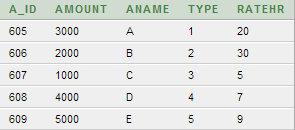 A_ID AMOUNT ANAME TYPE RATEHR
605 3000 A 1 20
606 2000 B 2 30
607 1000 C 3 5
608 4000 D 4 7
609 5000 E 5 9